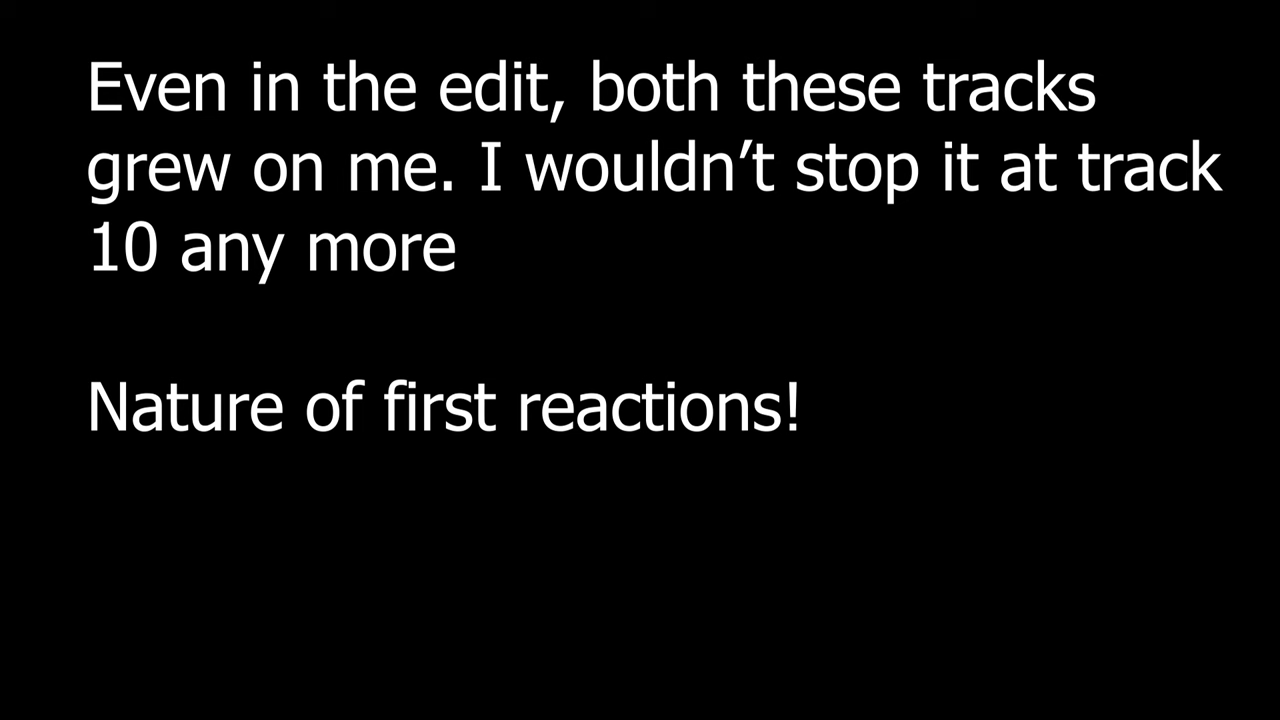 Even in the edit, both these tracks
grew on me. I wouldn’t stop it at track
10 any more
Nature of first reactions!